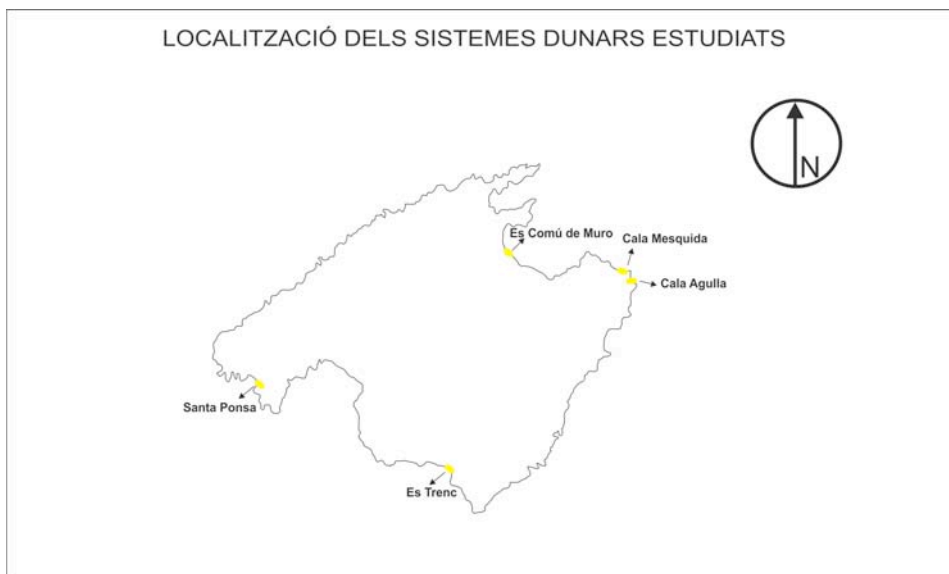 LOCALITZACIÓ DELS SISTEMES DUNARS ESTUDIATS
N
Es Comú de Muro
Cala Mesquida
Cala Agulla
Santa Ponsa
Es Trenc